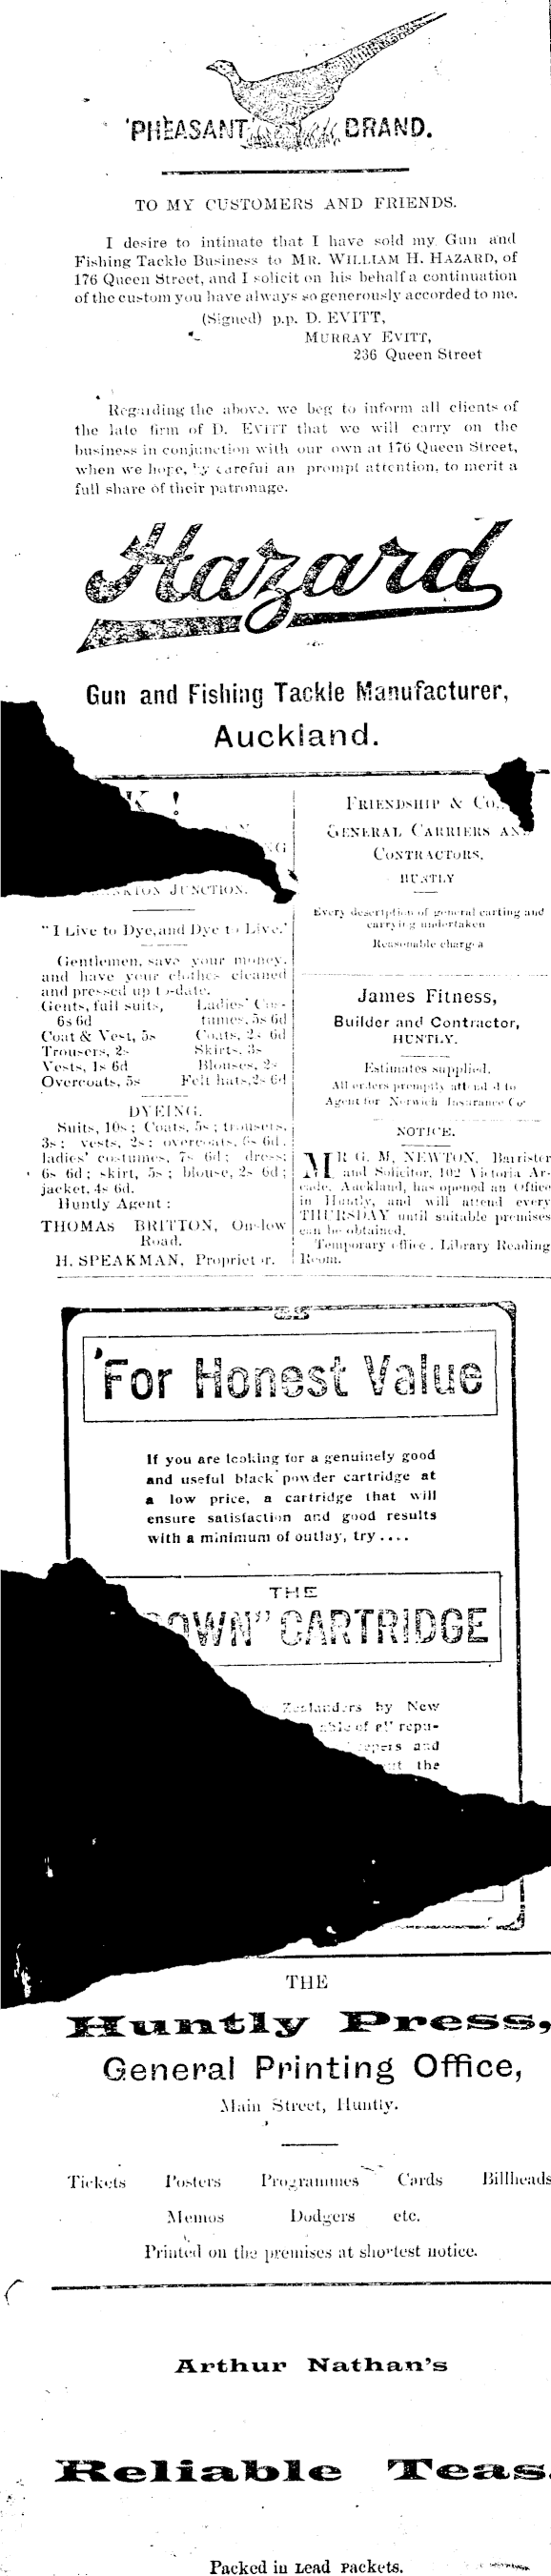 'PHEASANT' BRAND.
TO MY CUSTOMERS AND FRIENDS.
I desire to intimate that I have sold my Gun and
Fishing Tackle Business to MR. WILLIAM H. HAZARD, of
176 Queen Street, and I solicit on his behalf a continuation
of the custom you have always so generously accorded to me.
(Signed) p.p. D. EVITT,
MURRAY EVITT,
236 Queen Street
Regarding the above, we beg to inform all clients of
the late firm of D. EVITT that we will carry on the
business in conjunction with our own at 176 Queen Street,
when we hope, by careful an prompt attention, to merit a
full share of their patronage.
Hazard
Gun and Fishing Tackle Manufacturer,
Auckland.
K !
JUNCTION.
"I Live to Dye, and Dye to Live."
Gentlemen, save your money,
and have your clothes cleaned
and pressed up t >-date.
Gents, full suits, 6s 6d
Coat & Vest, 5s
Trousers, 2s
Vests, 1s 6d
Overcoats, 5s
Ladies' Cos-
tumes, 5s 6d
Coats, 2s 6d
Skirts, 3s
Blouses, 2s
Felt hats, 2s 6d
DYEING.
Suits, 10s; Coats, 5s; trousers,
3s; vests, 2s; overcoats, 6s 6d.
ladies' costumes, 7s 6d; dress;
6s 6d; skirt, 5s; blouse, 2s 6d;
jacket, 4s 6d.
Huntly Agent:
THOMAS BRITTON, Onslow
Road.
H. SPEAKMAN, Proprietor.
FRIENDSHIP & Co.,
GENERAL CARRIERS AND
CONTRACTORS,
HUNTLY
Every description of general carting and
carrying undertaken
Reasonable charges
James Fitness,
Builder and Contractor,
HUNTLY.
Estimates supplied.
All orders promptly attended to
Agent for Norwich Insurance Co
NOTICE.
MR G. M. NEWTON, Barrister
and Solicitor, 102 Victoria Ar-
cade, Auckland, has opened an Office
in Huntly, and will attend every
THURSDAY until suitable premises
can be obtained.
Temporary office, Library Reading
Room.
For Honest Value
If you are looking for a genuinely good
and useful black powder cartridge at
a low price, a cartridge that will
ensure satisfaction and good results
with a minimum of outlay, try ....
THE
OWN" CARTRIDGE
Zealanders by New
of all repu-
and
the
THE
Huntly Press,
General Printing Office,
Main Street, Huntly.
Tickets Posters Programmes Cards Billheads
Memos Dodgers etc.
Printed on the premises at shortest notice.
Arthur Nathan's
Reliable Teas.
Packed in Lead Packets.